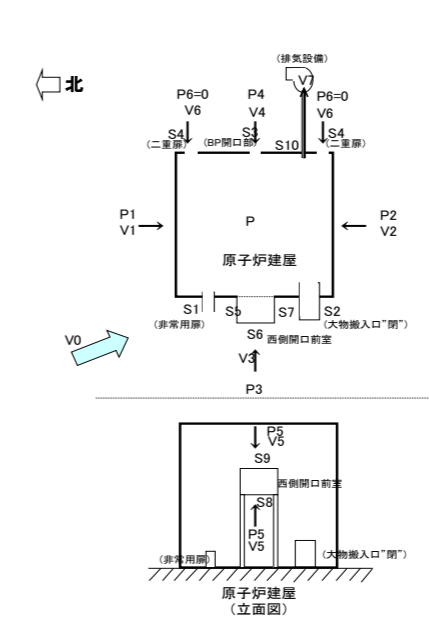 (排気設備)
北
V7
P6=0
V6
P4
V4
P6=0
V6
S4
(二重扉)
(BP開口部)
S3
S10
S4
(二重扉)
P1
V1
P
P2
V2
原子炉建屋
S1
S5
S7
S2
(非常用扉)
(大物搬入口"閉")
S6
西側開口前室
V0
V3
P3
P5
V5
S9
西側開口前室
S8
P5
V5
(非常用扉)
(大物搬入口"閉")
原子炉建屋
(立面図)